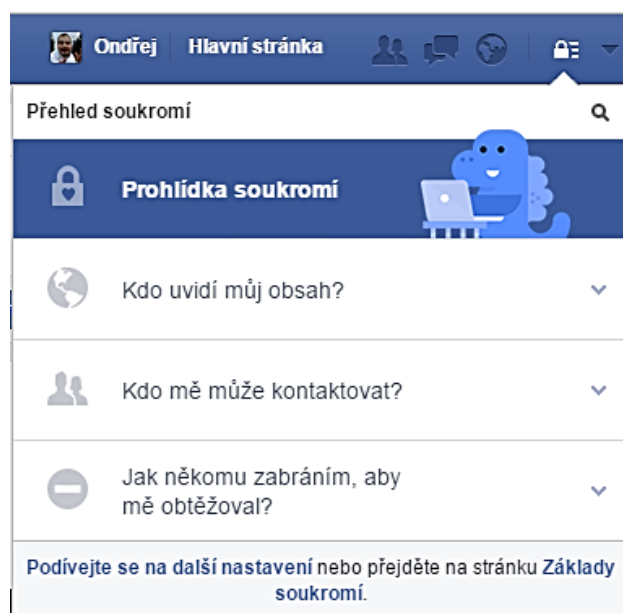 Ondřej Hlavní stránka
Přehled soukromí
Prohlídka soukromí
Kdo uvidí můj obsah?
Kdo mě může kontaktovat?
Jak někomu zabráním, aby
mě obtěžoval?
Podívejte se na další nastavení nebo přejděte na stránku Základy
soukromí.